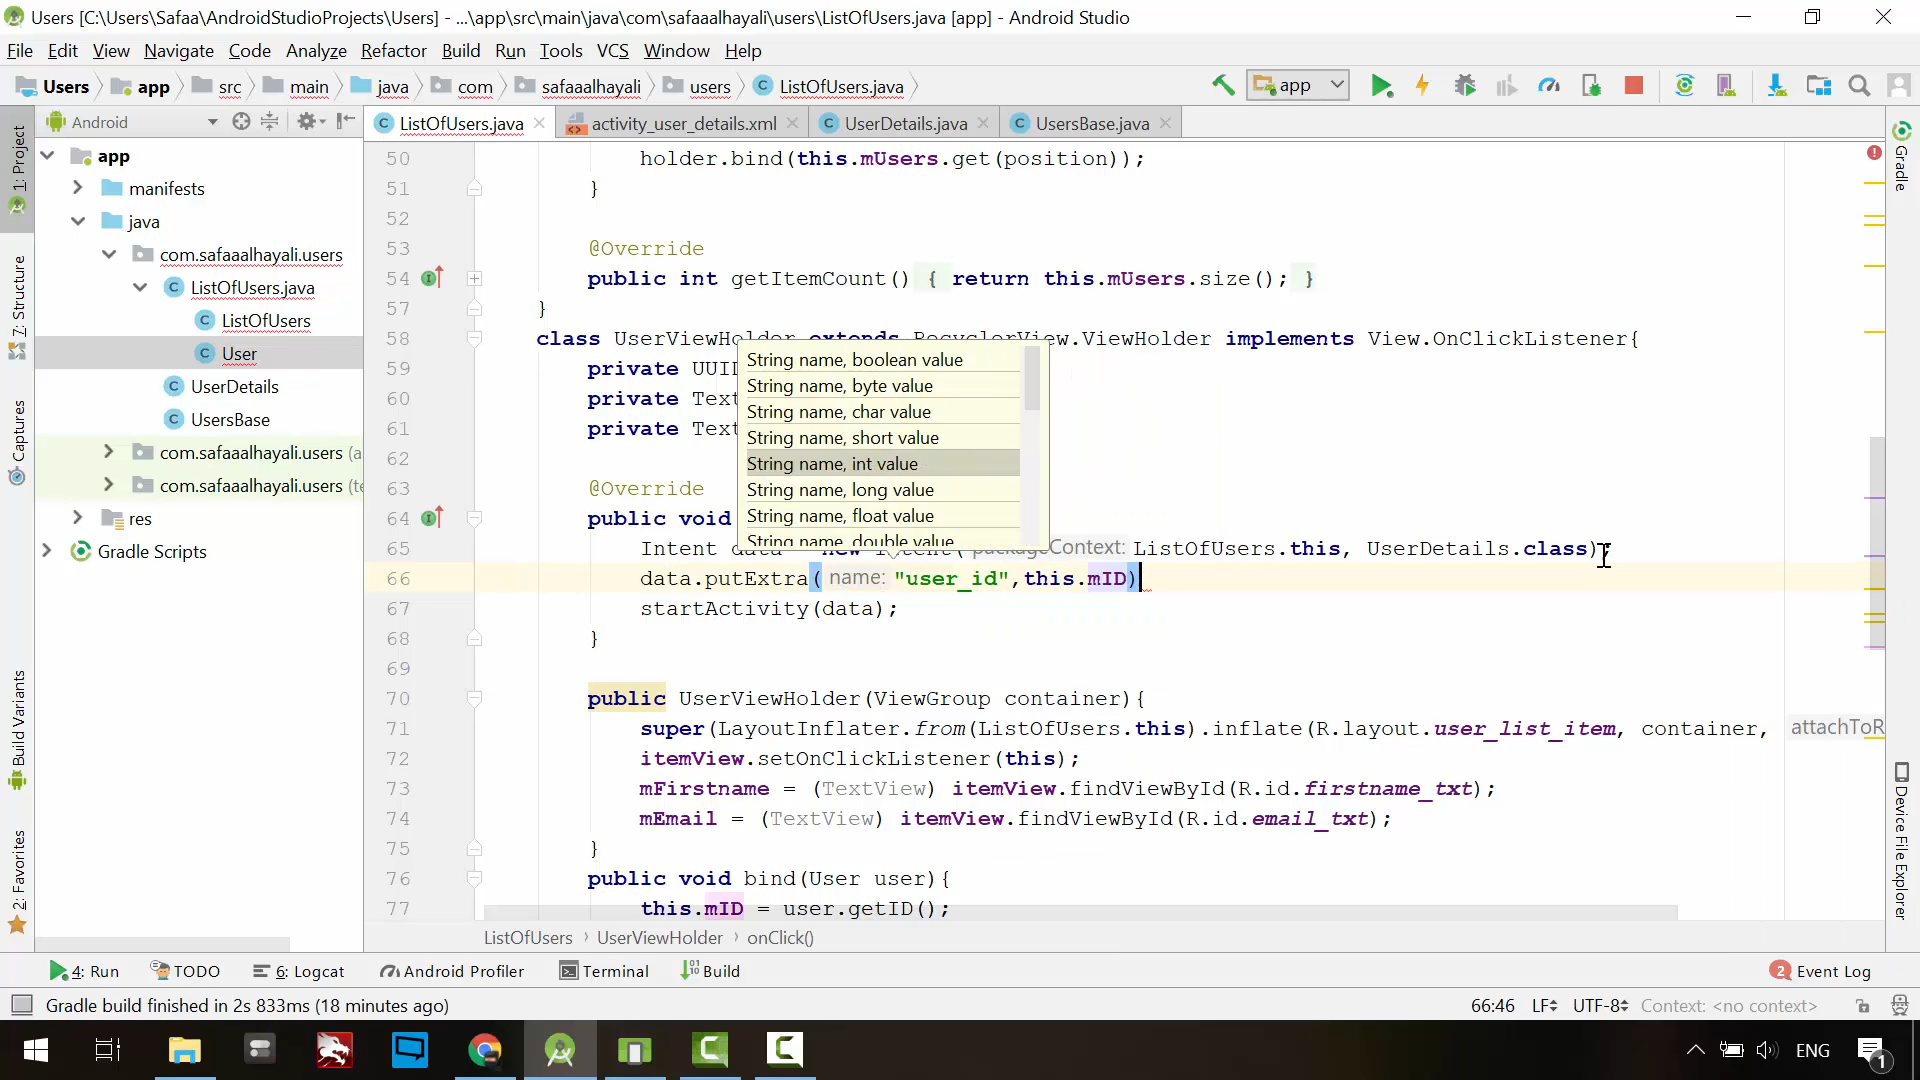 Users [C:\Users\Safaa\AndroidStudioProjects\Users] - ...\app\src\main\java\com\safaaalhayali\users\ListOfUsers.java [app] - Android Studio
File Edit View Navigate Code Analyze Refactor Build Run Tools VCS Window Help
Users app src main java com safaaalhayali users ListOfUsers.java app
Android ListOfUsers.java activity_user_details.xml UserDetails.java UsersBase.java
1: Project
7: Structure
Captures
Build Variants
2: Favorites
app
manifests
java
com.safaaalhayali.users
ListOfUsers.java
ListOfUsers
User
UserDetails
UsersBase
com.safaaalhayali.users (a
com.safaaalhayali.users (te
res
Gradle Scripts
50 holder.bind(this.mUsers.get(position));
51 }
52
53 @Override
54 public int getItemCount() { return this.mUsers.size(); }
57 }
58 class UserViewHolder extends RecyclerView.ViewHolder implements View.OnClickListener{
59 private UUID
60 private Tex
61 private Tex
62
63 @Override
64 public void
65 Intent data = new Intent( packageContext: ListOfUsers.this, UserDetails.class);
66 data.putExtra( name: "user_id",this.mID)
67 startActivity(data);
68 }
69
70 public UserViewHolder(ViewGroup container){
71 super(LayoutInflater.from(ListOfUsers.this).inflate(R.layout.user_list_item, container, attachToR
72 itemView.setOnClickListener(this);
73 mFirstname = (TextView) itemView.findViewById(R.id.firstname_txt);
74 mEmail = (TextView) itemView.findViewById(R.id.email_txt);
75 }
76 public void bind(User user){
77 this.mID = user.getID();
String name, boolean value
String name, byte value
String name, char value
String name, short value
String name, int value
String name, long value
String name, float value
String name, double value
Gradle
Device File Explorer
ListOfUsers › UserViewHolder › onClick()
4: Run TODO 6: Logcat Android Profiler Terminal Build 2 Event Log
Gradle build finished in 2s 833ms (18 minutes ago) 66:46 LF UTF-8 Context: <no context>
ENG 1